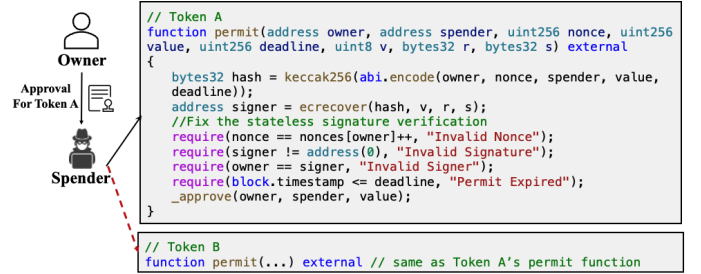 // Token A
function permit(address owner, address spender, uint256 nonce, uint256
value, uint256 deadline, uint8 v, bytes32 r, bytes32 s) external
{
bytes32 hash = keccak256(abi.encode(owner, nonce, spender, value,
deadline));
address signer = ecrecover(hash, v, r, s);
//Fix the stateless signature verification
require(nonce == nonces[owner]++, "Invalid Nonce");
require(signer != address(0), "Invalid Signature");
require(owner == signer, "Invalid Signer");
require(block.timestamp <= deadline, "Permit Expired");
_approve(owner, spender, value);
}
Owner
Approval
For Token A
Spender
// Token B
function permit(...) external // same as Token A's permit function